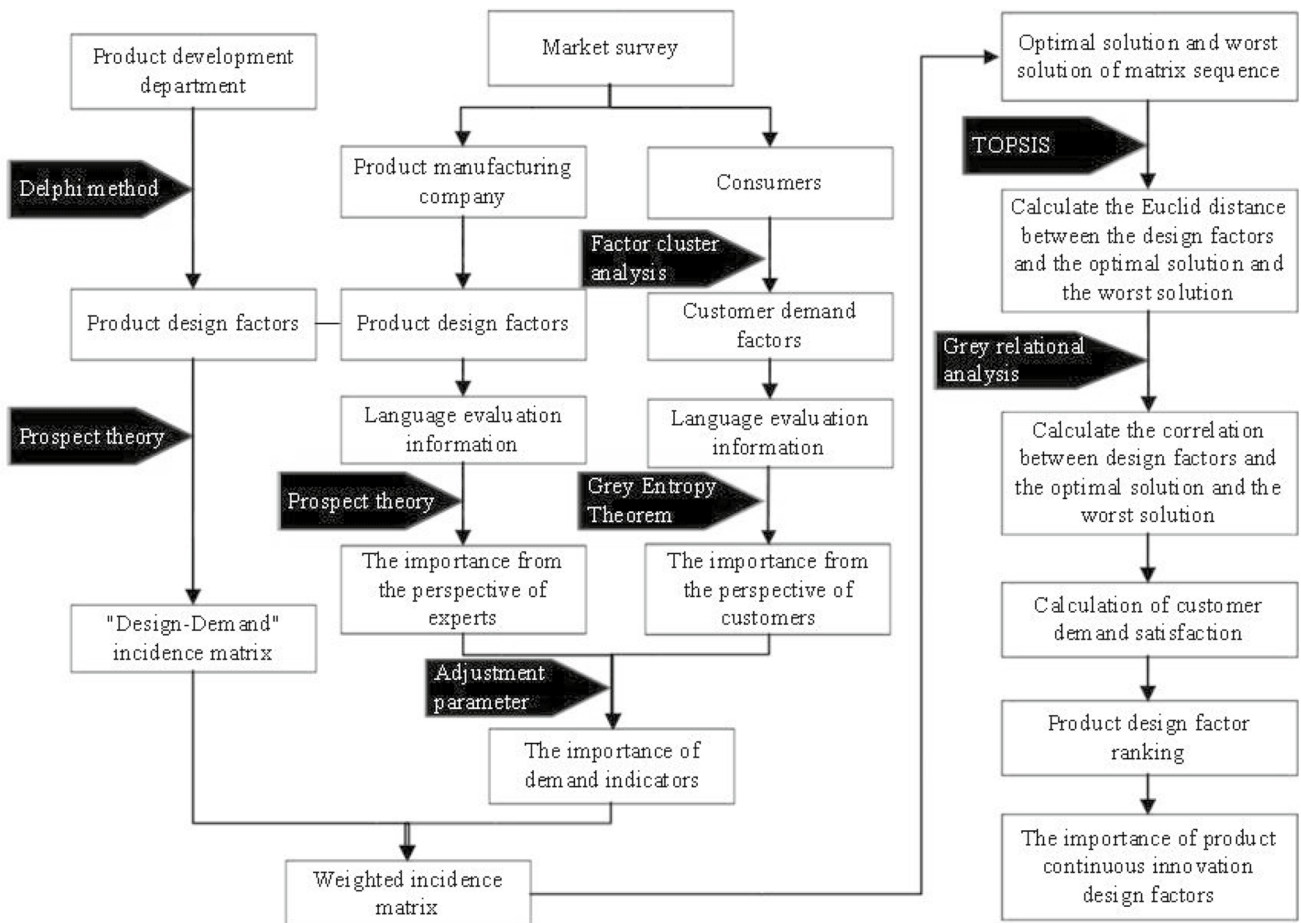 Product development
department
Delphi method
Product design factors
Prospect theory
"Design-Demand"
incidence matrix
Market survey
Product manufacturing
company
Product design factors
Language evaluation
information
Prospect theory
The importance from
the perspective of
experts
Consumers
Factor cluster
analysis
Customer demand
factors
Language evaluation
information
Grey Entropy
Theorem
The importance from
the perspective of
customers
Adjustment
parameter
The importance of
demand indicators
Weighted incidence
matrix
Optimal solution and worst
solution of matrix sequence
TOPSIS
Calculate the Euclid distance
between the design factors
and the optimal solution and
the worst solution
Grey relational
analysis
Calculate the correlation
between design factors and
the optimal solution and the
worst solution
Calculation of customer
demand satisfaction
Product design factor
ranking
The importance of product
continuous innovation
design factors